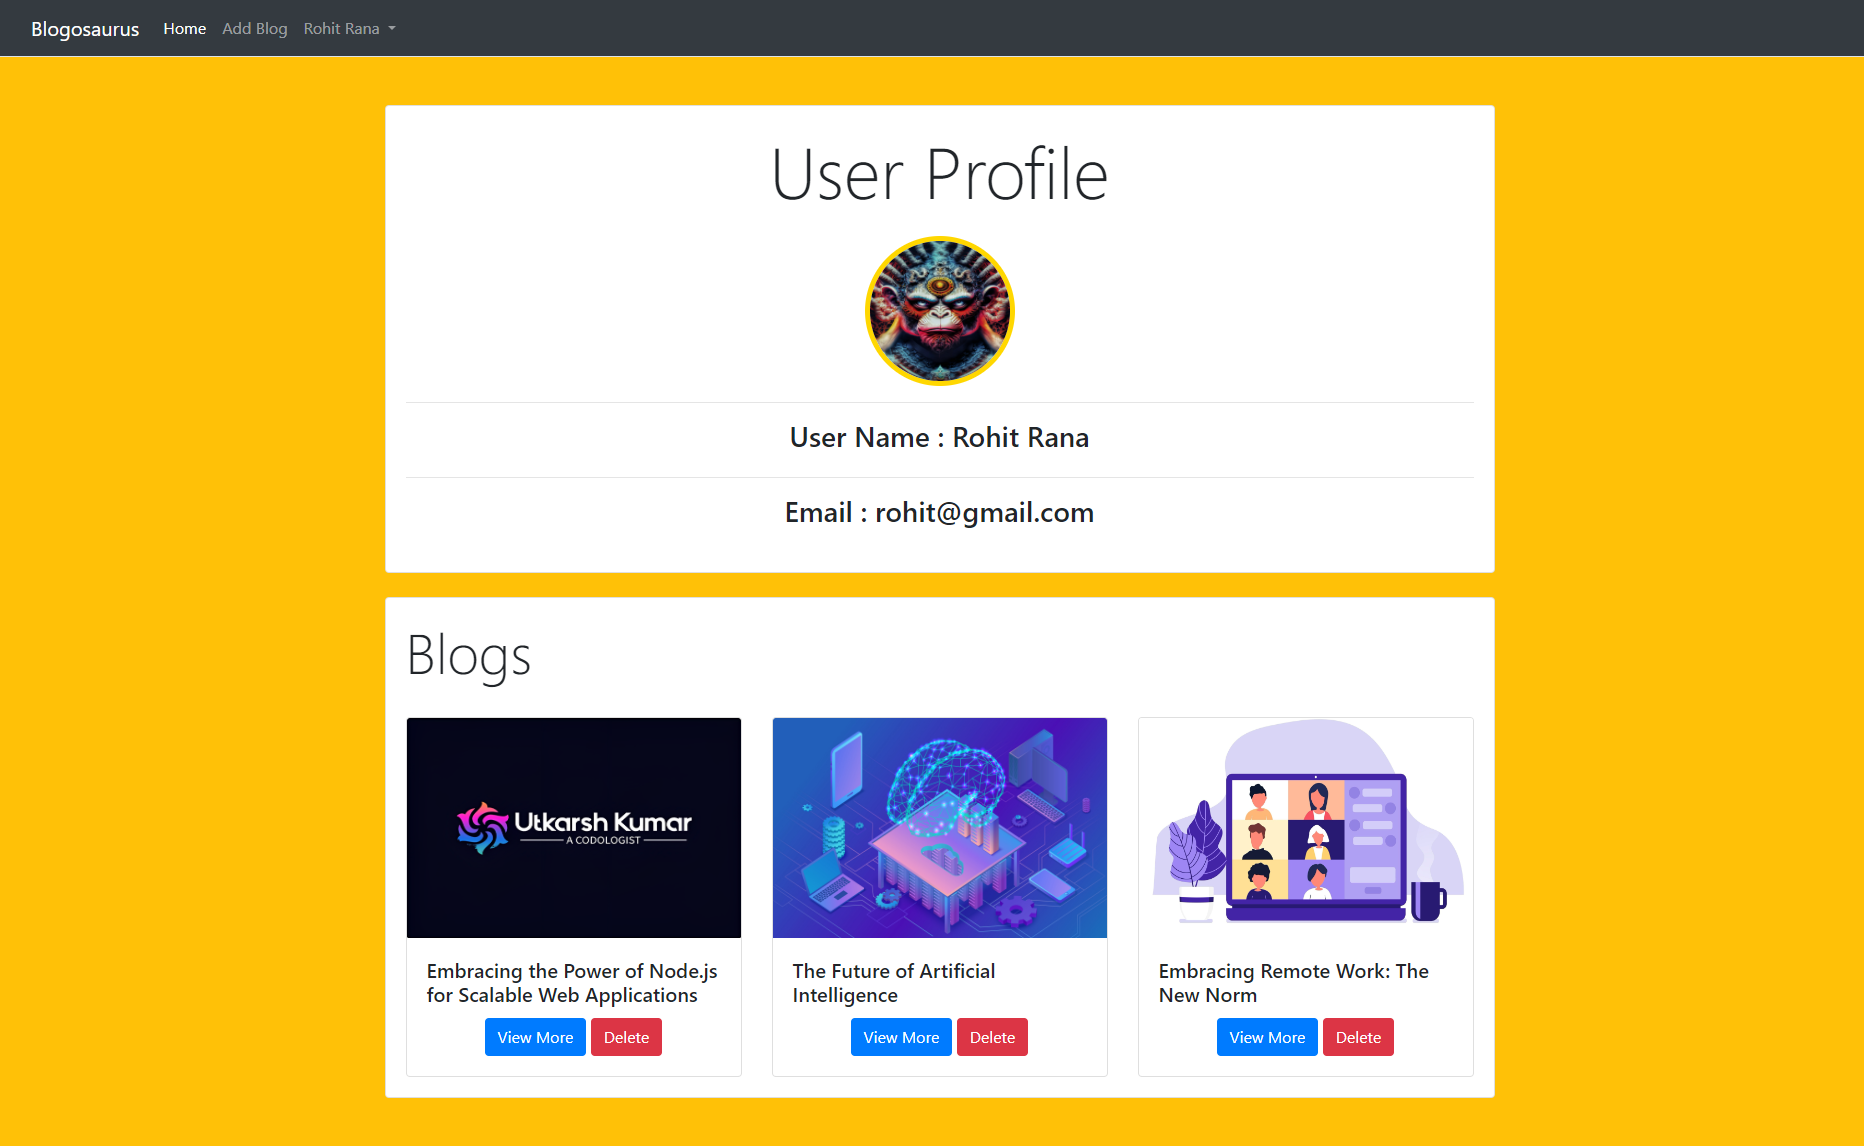 Blogosaurus Home Add Blog Rohit Rana
User Profile
User Name : Rohit Rana
Email : rohit@gmail.com
Blogs
Utkarsh Kumar
A CODOLOGIST
Embracing the Power of Node.js
for Scalable Web Applications
View More Delete
The Future of Artificial
Intelligence
View More Delete
Embracing Remote Work: The
New Norm
View More Delete